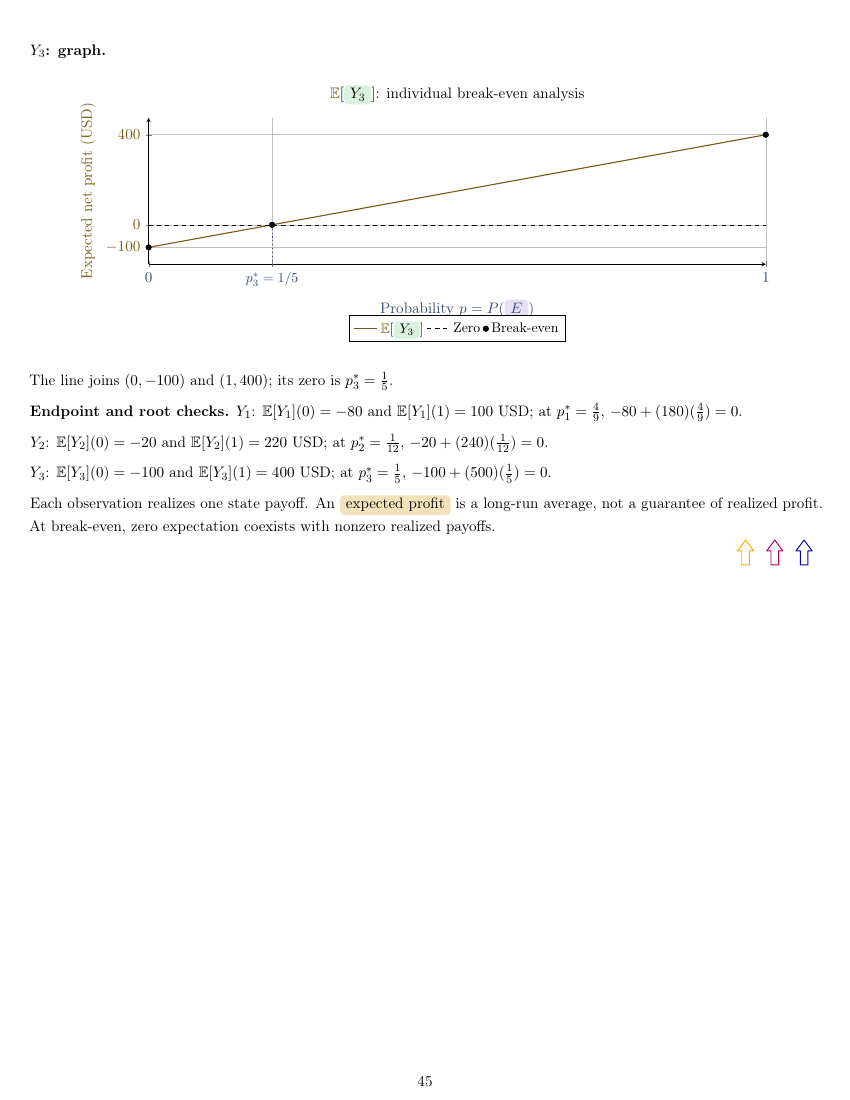 Y₃: graph.
𝔼[ Y₃ ]: individual break-even analysis
Expected net profit (USD)
400
0
−100
0
p₃* = 1/5
1
Probability p = P( E )
𝔼[ Y₃ ] Zero Break-even
The line joins (0, −100) and (1, 400); its zero is p₃* = 1/5.
Endpoint and root checks. Y₁: 𝔼[Y₁](0) = −80 and 𝔼[Y₁](1) = 100 USD; at p₁* = 4/9, −80 + (180)(4/9) = 0.
Y₂: 𝔼[Y₂](0) = −20 and 𝔼[Y₂](1) = 220 USD; at p₂* = 1/12, −20 + (240)(1/12) = 0.
Y₃: 𝔼[Y₃](0) = −100 and 𝔼[Y₃](1) = 400 USD; at p₃* = 1/5, −100 + (500)(1/5) = 0.
Each observation realizes one state payoff. An expected profit is a long-run average, not a guarantee of realized profit.
At break-even, zero expectation coexists with nonzero realized payoffs.
45